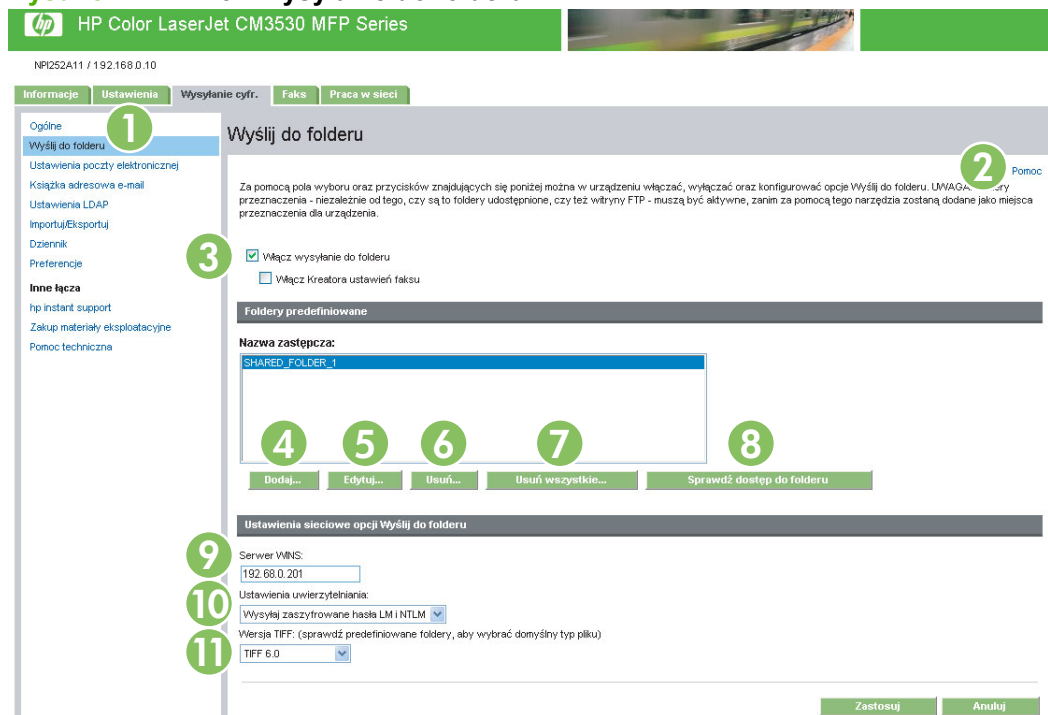 hp HP Color LaserJet CM3530 MFP Series
NPI252A11 / 192.168.0.10
Informacje Ustawienia Wysyłanie cyfr. Faks Praca w sieci
1
Ogólne
Wyślij do folderu
Ustawienia poczty elektronicznej
Książka adresowa e-mail
Ustawienia LDAP
Importuj/Eksportuj
Dziennik
Preferencje
Inne łącza
hp instant support
Zakup materiały eksploatacyjne
Pomoc techniczna
Wyślij do folderu
2
Pomoc
Za pomocą pola wyboru oraz przycisków znajdujących się poniżej można w urządzeniu włączać, wyłączać oraz konfigurować opcje Wyślij do folderu.
przeznaczenia - niezależnie od tego, czy są to foldery udostępnione, czy też witryny FTP - muszą być aktywne, zanim za pomocą tego narzędzia zostaną dodane jako miejsca
przeznaczenia dla urządzenia.
3
Włącz wysyłanie do folderu
Włącz Kreatora ustawień faksu
Foldery predefiniowane
Nazwa zastępcza:
SHARED_FOLDER_1
4 5 6 7 8
Dodaj... Edytuj... Usuń... Usuń wszystkie... Sprawdź dostęp do folderu
Ustawienia sieciowe opcji Wyślij do folderu
9
Serwer WINS:
192.68.0.201
10
Ustawienia uwierzytelniania:
Wysyłaj zaszyfrowane hasła LM i NTLM
11
Wersja TIFF: (sprawdź predefiniowane foldery, aby wybrać domyślny typ pliku)
TIFF 6.0
Zastosuj Anuluj